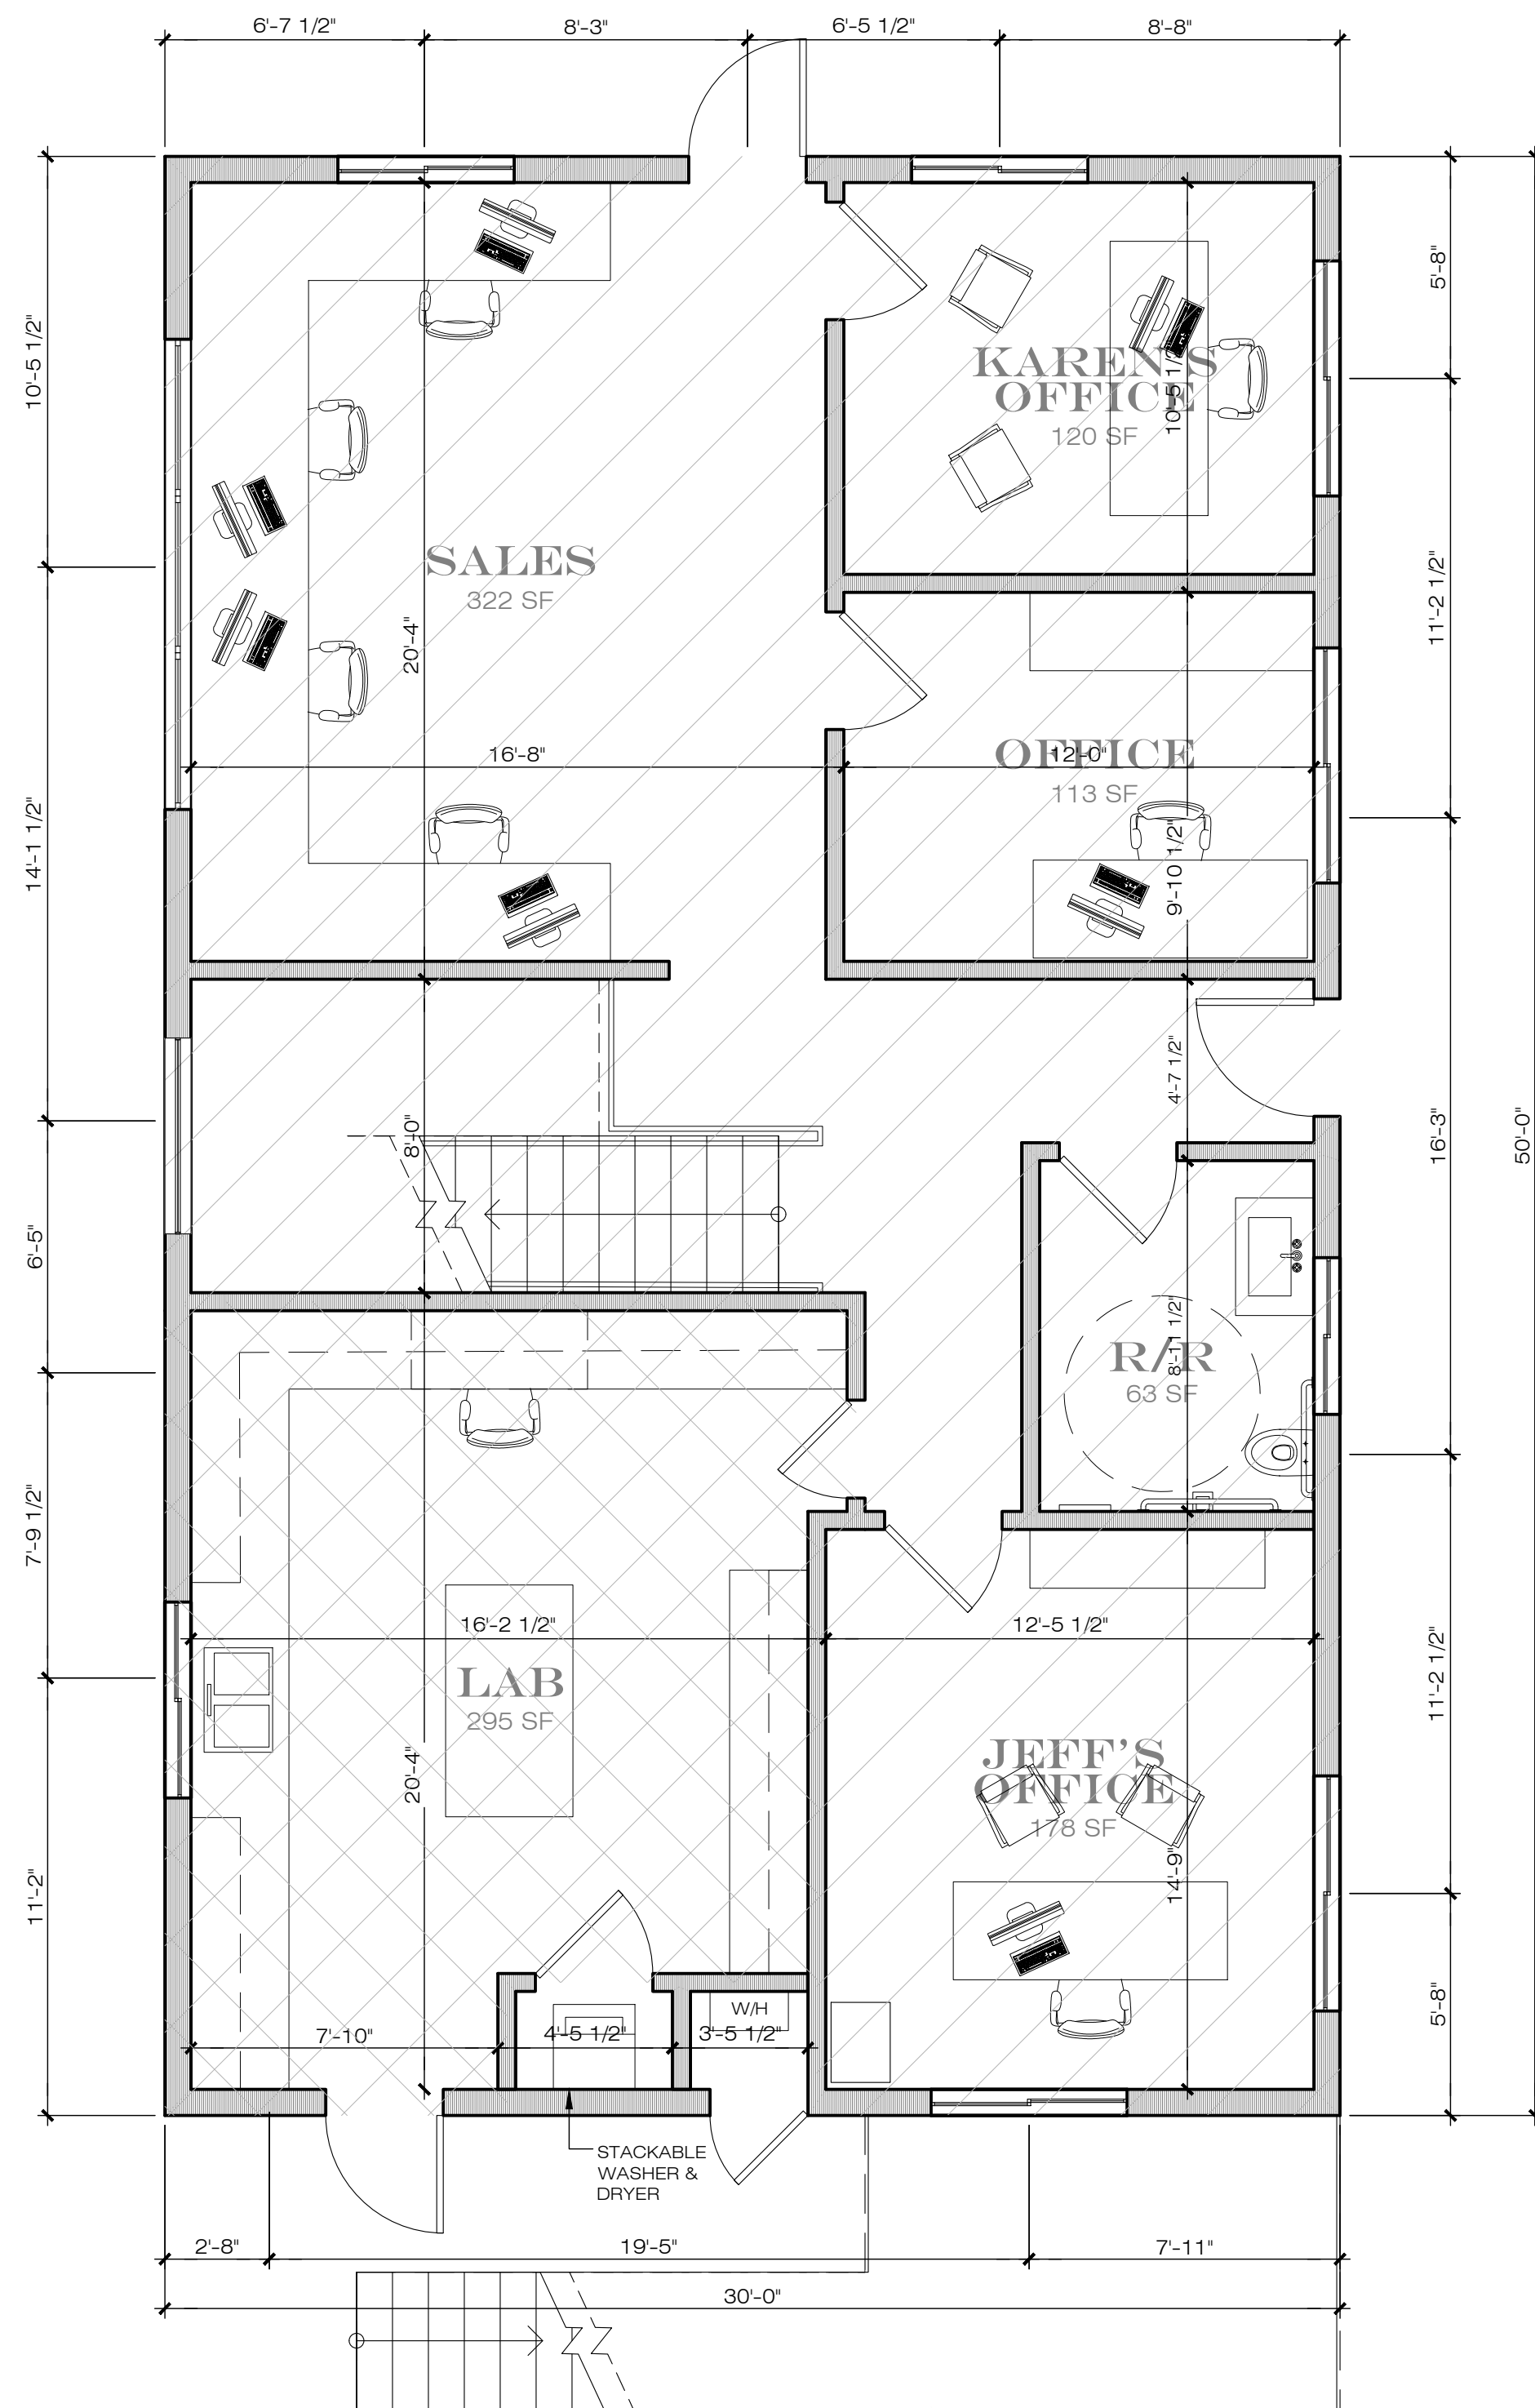 6'-7 1/2"
8'-3"
6'-5 1/2"
8'-8"
10'-5 1/2"
14'-1 1/2"
6'-5"
7'-9 1/2"
11'-2"
5'-8"
11'-2 1/2"
16'-3"
11'-2 1/2"
5'-8"
50'-0"
KAREN'S
OFFICE
120 SF
10'-5 1/2"
SALES
322 SF
20'-4"
16'-8"
OFFICE
12'-0"
113 SF
9'-10 1/2"
4'-7 1/2"
8'-0"
R/R
63 SF
8'-11 1/2"
16'-2 1/2"
12'-5 1/2"
LAB
295 SF
20'-4"
JEFF'S
OFFICE
178 SF
14'-9"
W/H
7'-10"
4'-5 1/2"
3'-5 1/2"
STACKABLE
WASHER &
DRYER
2'-8"
19'-5"
7'-11"
30'-0"